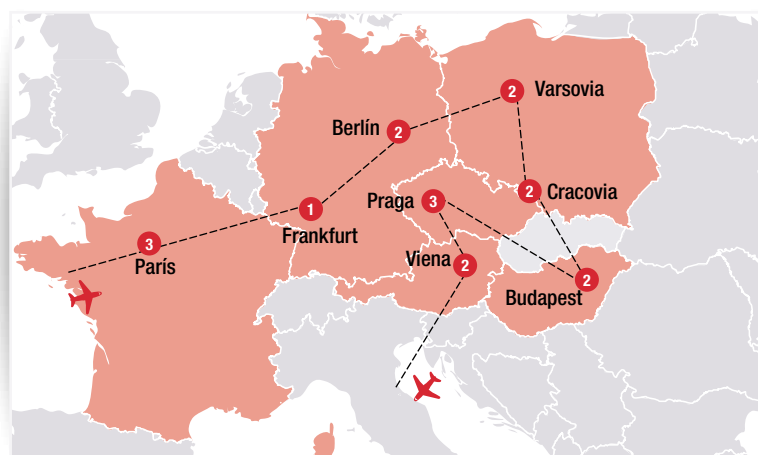 2 Varsovia
Berlín 2
Praga 3
2 Cracovia
1
Frankfurt
3
París
Viena 2
Budapest 2